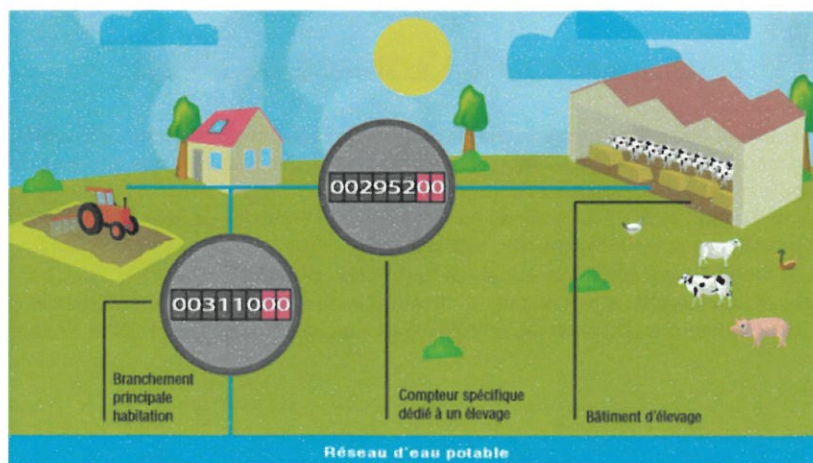 00295200
00311000
Branchement
principale
habitation
Compteur spécifique
dédié à un élevage
Bâtiment d'élevage
Réseau d'eau potable